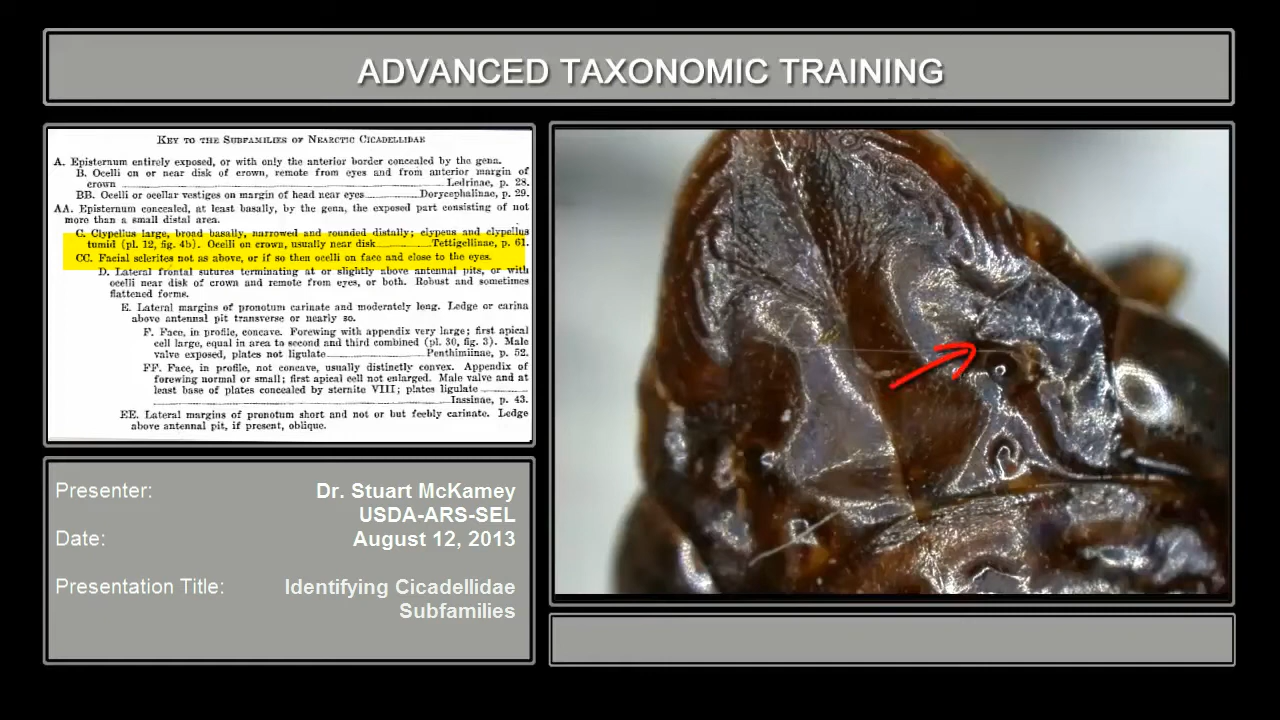 ADVANCED TAXONOMIC TRAINING
KEY TO THE SUBFAMILIES OF NEARCTIC CICADELLIDAE
A. Episternum entirely exposed, or with only the anterior border concealed by the gena.
B. Ocelli on or near disk of crown, remote from eyes and from anterior margin of
crown Ledrinae, p. 28.
BB. Ocelli or ocellar vestiges on margin of head near eyes Dorycephalinae, p. 29.
AA. Episternum concealed, at least basally, by the gena, the exposed part consisting of not
more than a small distal area.
C. Clypellus large, broad basally, narrowed and rounded distally; clypeus and clypellus
tumid (pl. 12, fig. 4b). Ocelli on crown, usually near disk Tettigellinae, p. 61.
CC. Facial sclerites not as above, or if so then ocelli on face and close to the eyes.
D. Lateral frontal sutures terminating at or slightly above antennal pits, or with
ocelli near disk of crown and remote from eyes, or both. Robust and sometimes
flattened forms.
E. Lateral margins of pronotum carinate and moderately long. Ledge or carina
above antennal pit transverse or nearly so.
F. Face, in profile, concave. Forewing with appendix very large; first apical
cell large, equal in area to second and third combined (pl. 30, fig. 3). Male
valve exposed, plates not ligulate Penthimiinae, p. 52.
FF. Face, in profile, not concave, usually distinctly convex. Appendix of
forewing normal or small; first apical cell not enlarged. Male valve and at
least base of plates concealed by sternite VIII; plates ligulate
Iassinae, p. 43.
EE. Lateral margins of pronotum short and not or but feebly carinate. Ledge
above antennal pit, if present, oblique.
Presenter: Dr. Stuart McKamey
USDA-ARS-SEL
Date: August 12, 2013
Presentation Title: Identifying Cicadellidae
Subfamilies